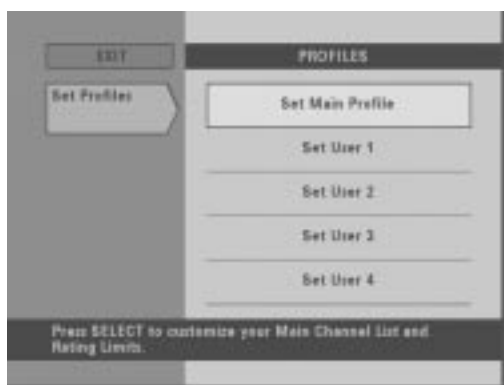 EXIT
PROFILES
Set Profiles
Set Main Profile
Set User 1
Set User 2
Set User 3
Set User 4
Press SELECT to customize your Main Channel List and
Rating Limits.